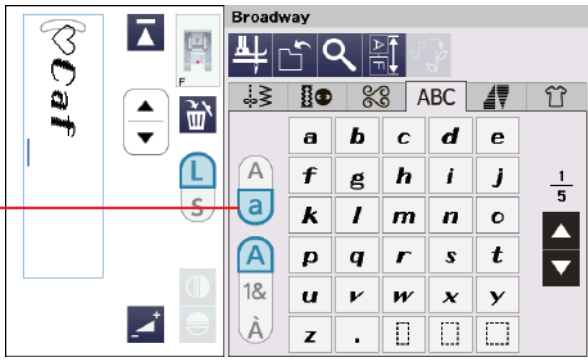 Broadway
Caf
F
L
S
A
F
ABC
A
a
A
1&
À
a b c d e
f g h i j
k l m n o
p q r s t
u v w x y
z .
1
5